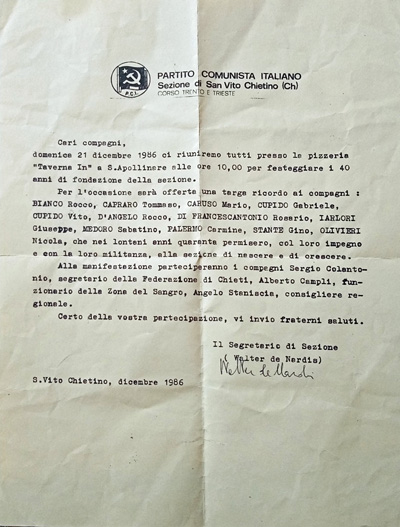 P.C.I.
PARTITO COMUNISTA ITALIANO
Sezione di San Vito Chietino (Ch)
CORSO TRENTO E TRIESTE
Cari compagni,
domenica 21 dicembre 1986 ci riuniremo tutti presso la pizzeria
"Taverna In" a S.Apollinare alle ore 10,00 per festeggiare i 40
anni di fondazione della sezione.
Per l'occasione sarà offerta una targa ricordo ai compagni :
BIANCO Rocco, CAPRARO Tommaso, CARUSO Mario, CUPIDO Gabriele,
CUPIDO Vito, D'ANGELO Rocco, DI FRANCESCANTONIO Rosario, IARLORI
Giuseppe, MEDORO Sabatino, PALERMO Carmine, STANTE Gino, OLIVIERI
Nicola, che nei lontani anni quaranta permisero, col loro impegno
e con la loro militanza, alla sezione di nascere e di crescere.
Alla manifestazione parteciperanno i compagni Sergio Colanto-
nio, segretario della Federazione di Chieti, Alberto Campli, fun-
zionario della Zona del Sangro, Angelo Staniscia, consigliere re-
gionale.
Certo della vostra partecipazione, vi invio fraterni saluti.
Il Segretario di Sezione
( Walter de Nardis)
Walter de Nardis
S.Vito Chietino, dicembre 1986